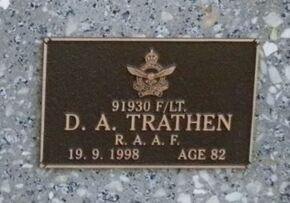 91930 F/LT.
D. A. TRATHEN
R. A. A. F.
19. 9. 1998 AGE 82